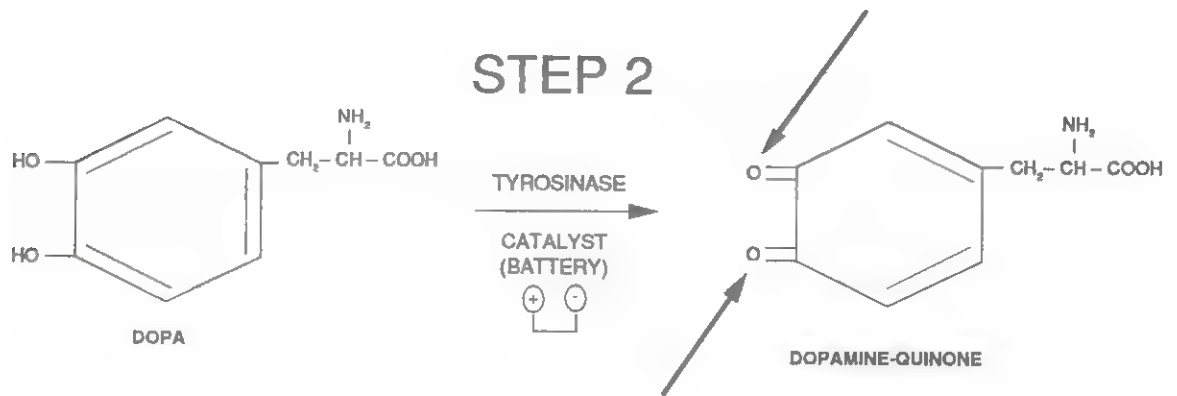 STEP 2
NH₂
HO
CH₂–CH–COOH
HO
DOPA
TYROSINASE
CATALYST
(BATTERY)
+ -
NH₂
O
CH₂–CH–COOH
O
DOPAMINE-QUINONE